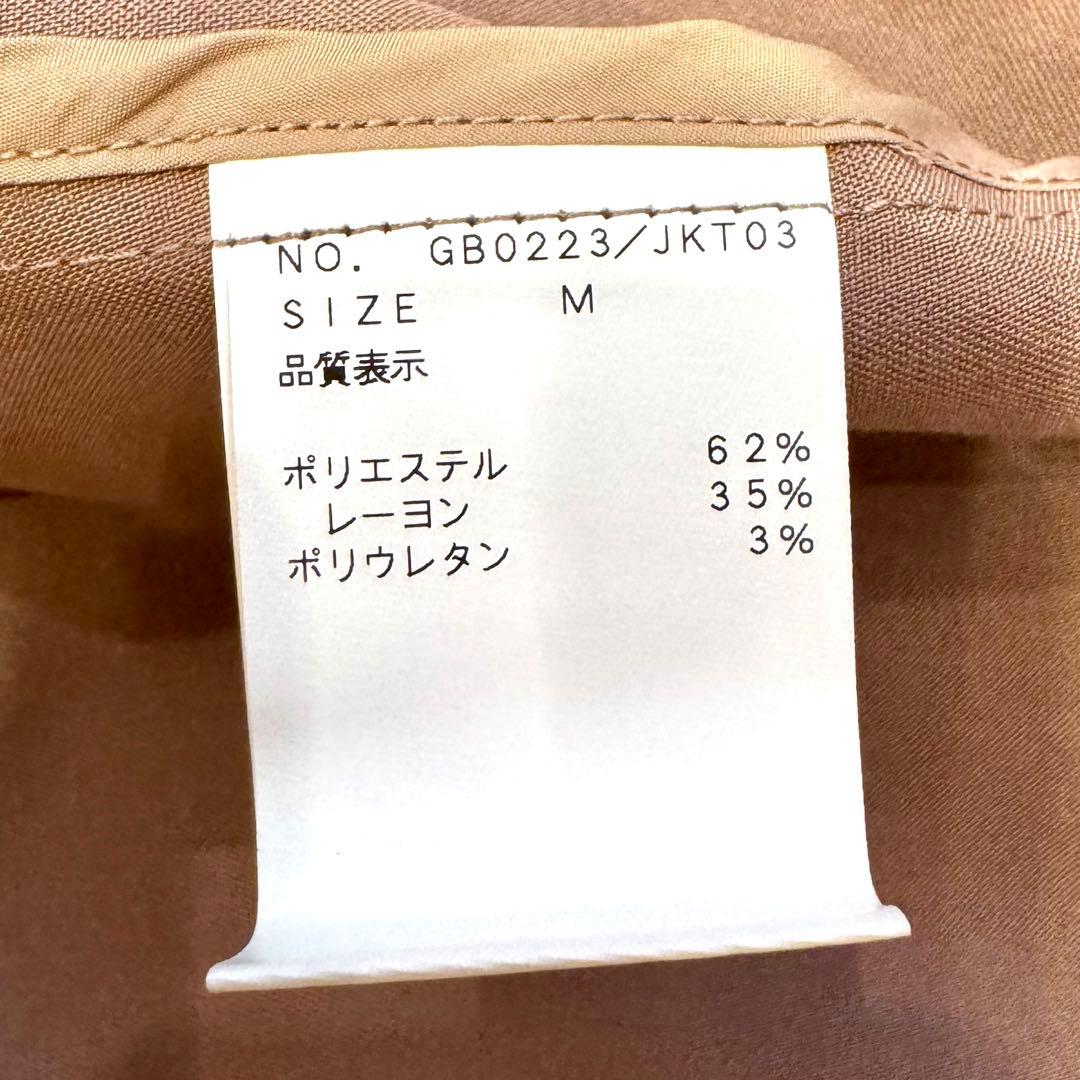 NO. GB0223/JKT03
SIZE M
品質表示
ポリエステル 62%
レーヨン 35%
ポリウレタン 3%